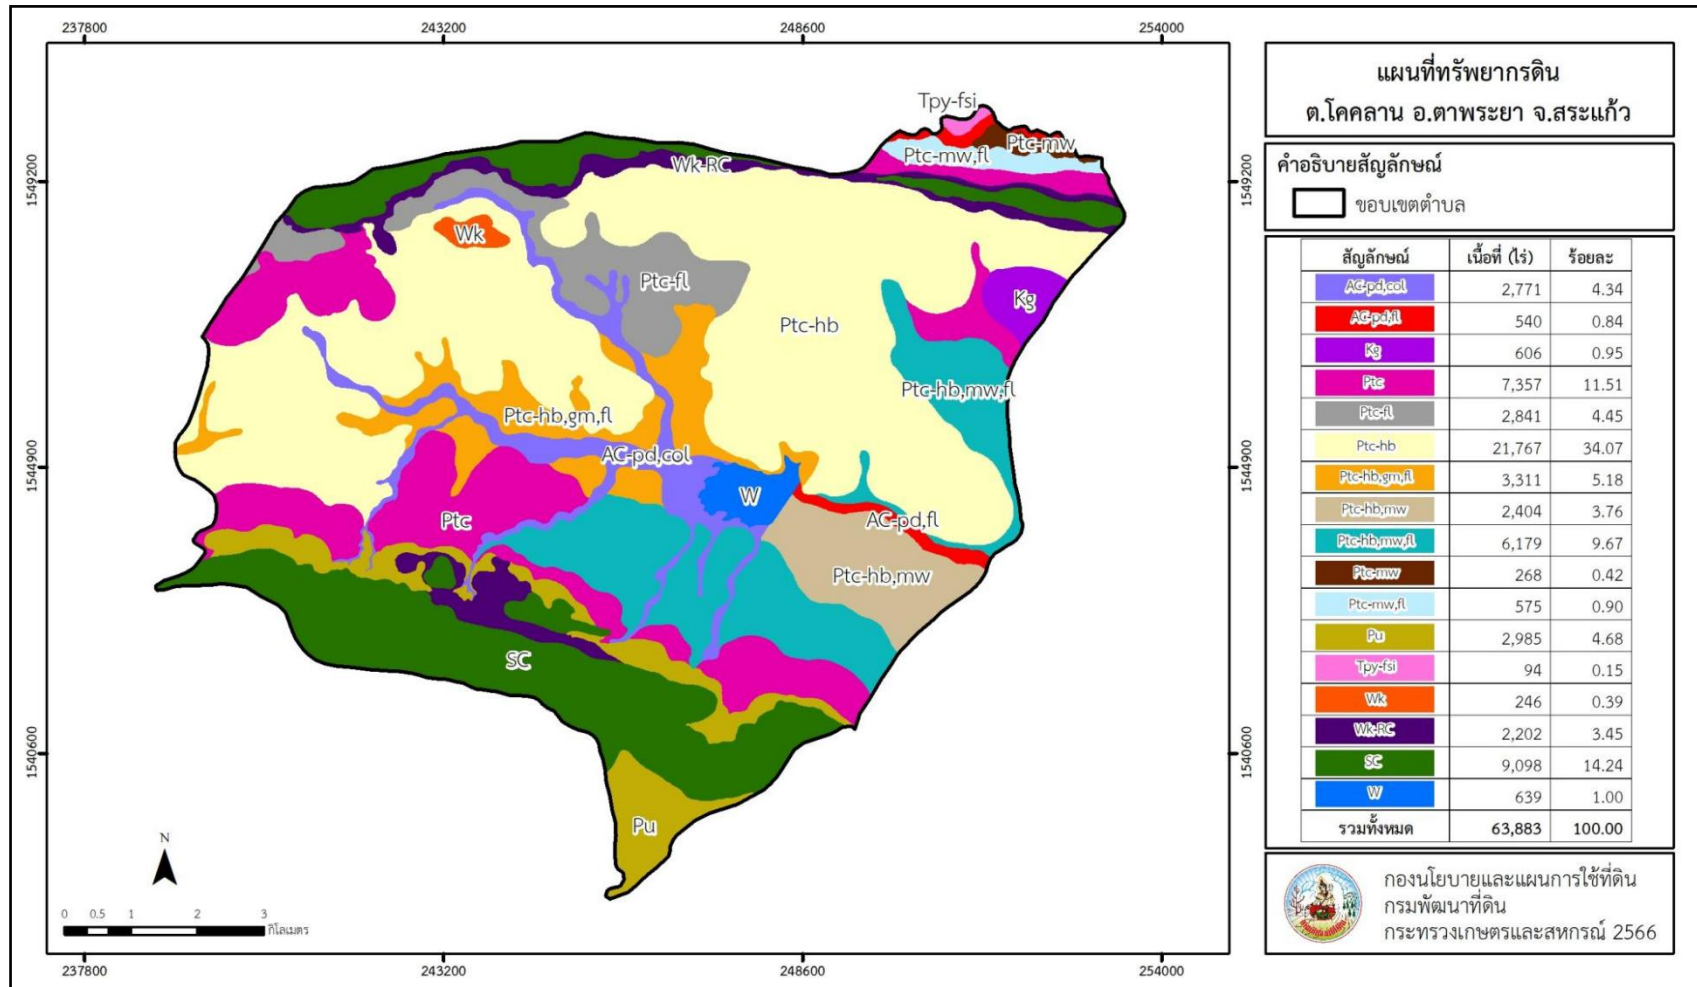 237800 243200 248600 254000
1549200
1544900
1540600
1549200
1544900
1540600
Tpy-fsi
Ptc-mw
Ptc-mw,fl
Wk-RC
Wk
Ptc-fl
Kg
Ptc-hb
Ptc-hb,mw,fl
Ptc-hb,gm,fl
AC-pd,col
W
Ptc
AC-pd,fl
Ptc-hb,mw
SC
Pu
N
0 0.5 1 2 3
กิโลเมตร
237800 243200 248600 254000
แผนที่ทรัพยากรดิน
ต.โคคลาน อ.ตาพระยา จ.สระแก้ว
คำอธิบายสัญลักษณ์
ขอบเขตตำบล
สัญลักษณ์ เนื้อที่ (ไร่) ร้อยละ
AC-pd,col 2,771 4.34
AC-pd,fl 540 0.84
Kg 606 0.95
Ptc 7,357 11.51
Ptc-fl 2,841 4.45
Ptc-hb 21,767 34.07
Ptc-hb,gm,fl 3,311 5.18
Ptc-hb,mw 2,404 3.76
Ptc-hb,mw,fl 6,179 9.67
Ptc-mw 268 0.42
Ptc-mw,fl 575 0.90
Pu 2,985 4.68
Tpy-fsi 94 0.15
Wk 246 0.39
Wk-RC 2,202 3.45
SC 9,098 14.24
W 639 1.00
รวมทั้งหมด 63,883 100.00
กองนโยบายและแผนการใช้ที่ดิน
กรมพัฒนาที่ดิน
กระทรวงเกษตรและสหกรณ์ 2566